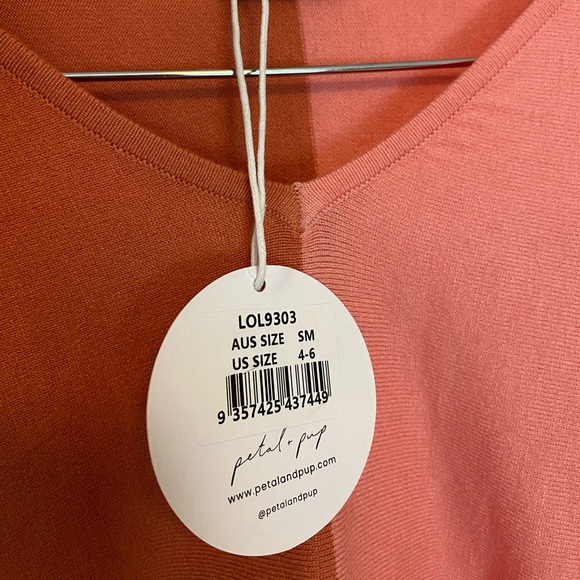 LOL9303
AUS SIZE SM
US SIZE 4-6
9 357425 437449
petal + pup
www.petalandpup.com
@petalandpup